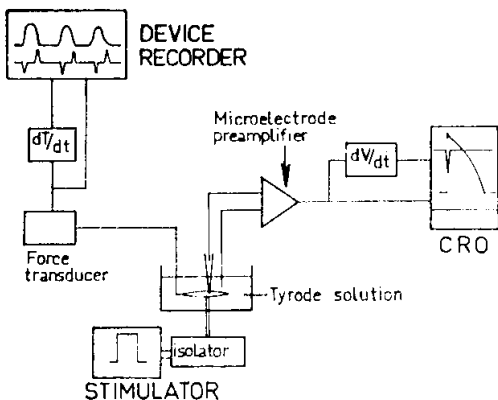 DEVICE
RECORDER
dT/dt
Microelectrode
preamplifier
dV/dt
CRO
Force
transducer
Tyrode solution
isolator
STIMULATOR